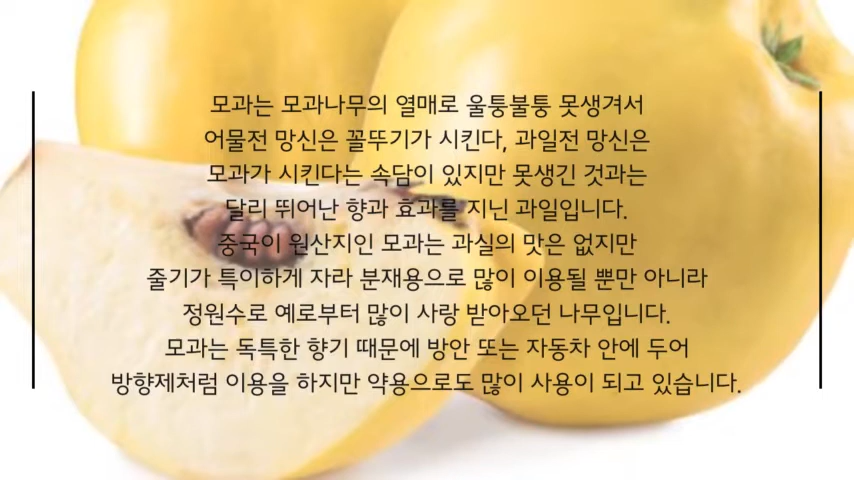 모과는 모과나무의 열매로 울퉁불퉁 못생겨서
어물전 망신은 꼴뚜기가 시킨다, 과일전 망신은
모과가 시킨다는 속담이 있지만 못생긴 것과는
달리 뛰어난 향과 효과를 지닌 과일입니다.
중국이 원산지인 모과는 과실의 맛은 없지만
줄기가 특이하게 자라 분재용으로 많이 이용될 뿐만 아니라
정원수로 예로부터 많이 사랑 받아오던 나무입니다.
모과는 독특한 향기 때문에 방안 또는 자동차 안에 두어
방향제처럼 이용을 하지만 약용으로도 많이 사용이 되고 있습니다.